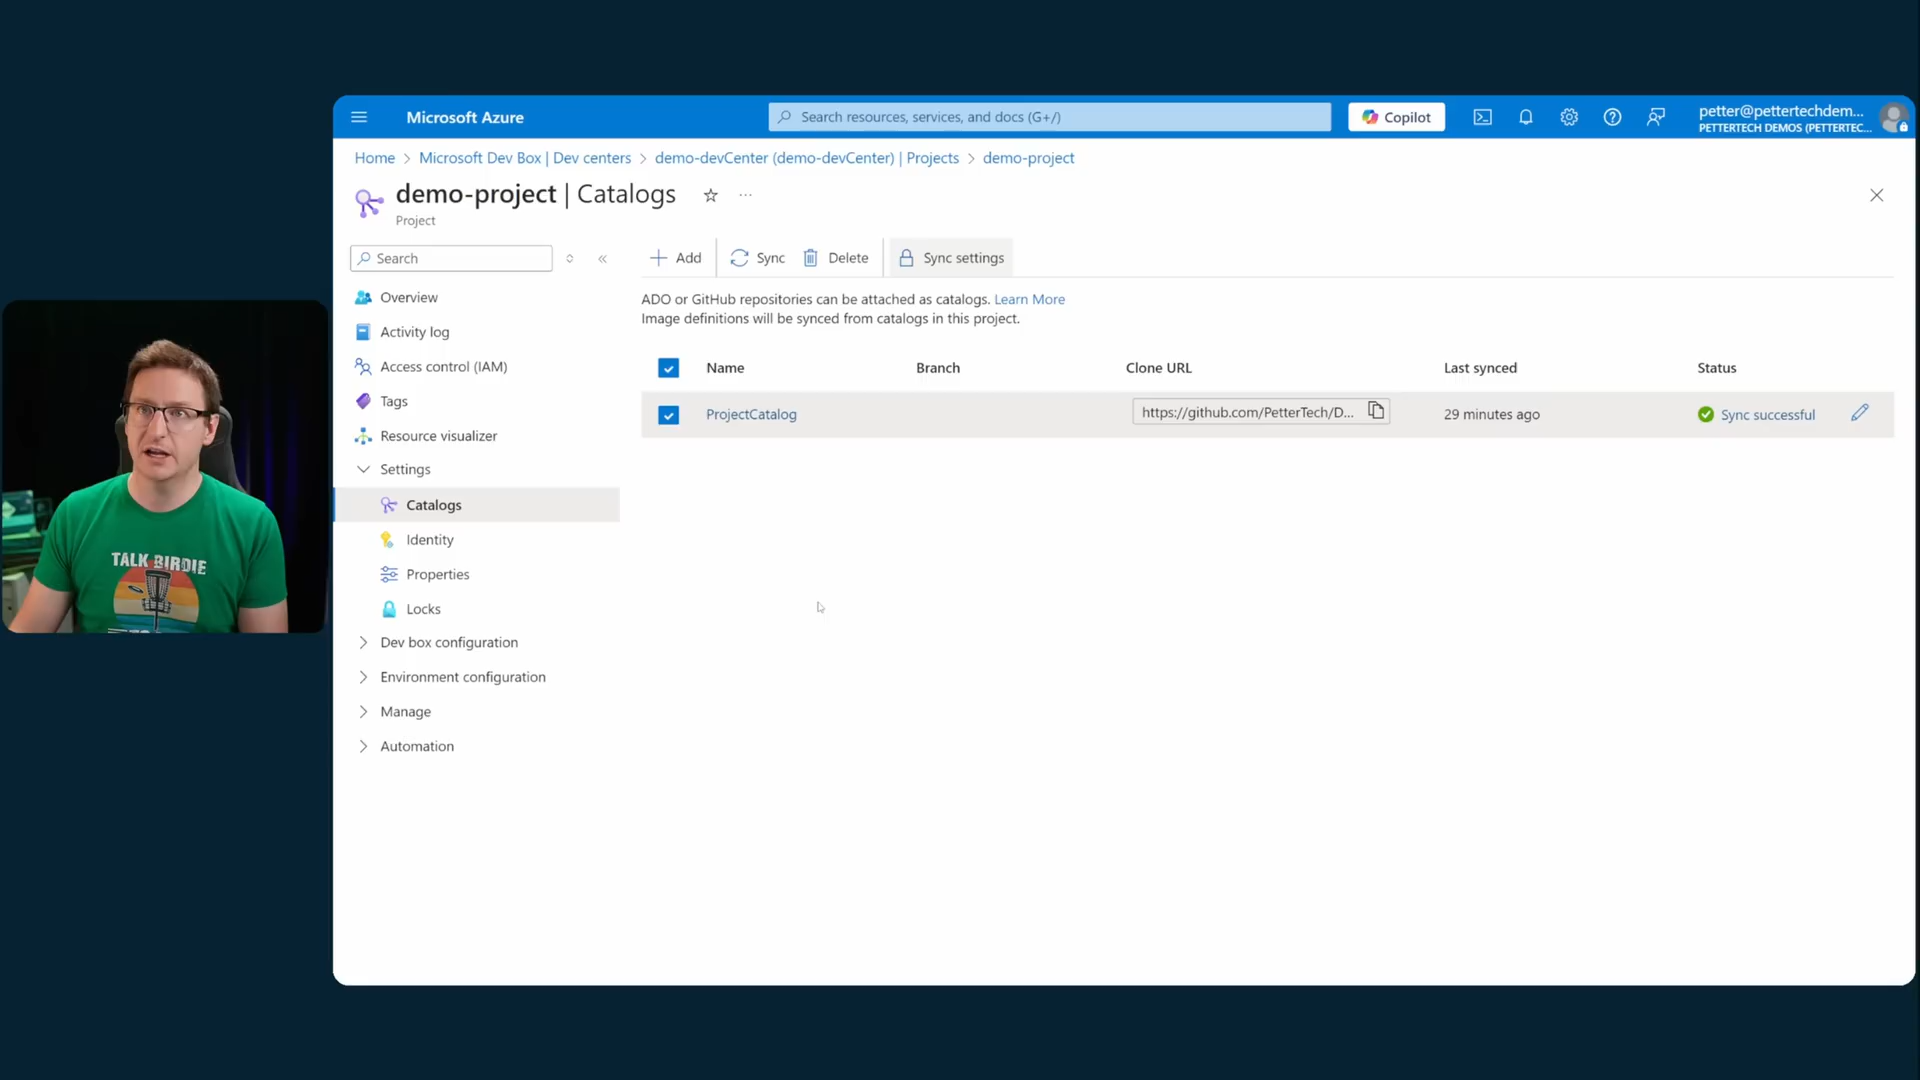 Microsoft Azure
Search resources, services, and docs (G+/)
Copilot
petter@pettertechdem...
PETTERTECH DEMOS (PETTERTEC...
Home > Microsoft Dev Box | Dev centers > demo-devCenter (demo-devCenter) | Projects > demo-project
demo-project | Catalogs
...
Project
Search
Add
Sync
Delete
Sync settings
ADO or GitHub repositories can be attached as catalogs. Learn More
Image definitions will be synced from catalogs in this project.
Overview
Activity log
Access control (IAM)
Tags
Resource visualizer
Settings
Catalogs
Identity
Properties
Locks
Dev box configuration
Environment configuration
Manage
Automation
Name Branch Clone URL Last synced Status
ProjectCatalog https://github.com/PetterTech/D... 29 minutes ago Sync successful
TALK BIRDIE